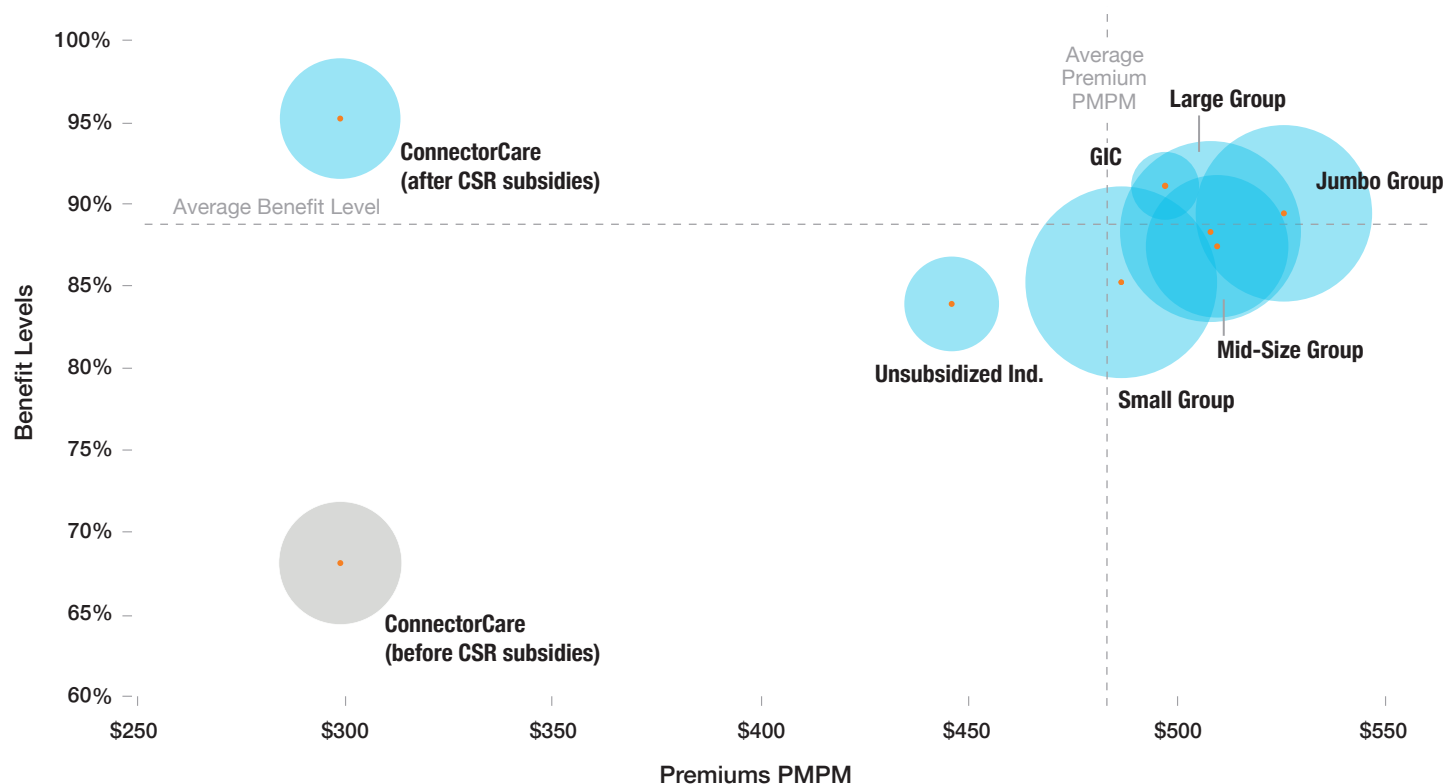 100%
95%
90%
85%
80%
75%
70%
65%
60%
Benefit Levels
Average
Premium
PMPM
Large Group
GIC
Jumbo Group
ConnectorCare
(after CSR subsidies)
Average Benefit Level
Unsubsidized Ind.
Mid-Size Group
Small Group
ConnectorCare
(before CSR subsidies)
$250
$300
$350
$400
$450
$500
$550
Premiums PMPM